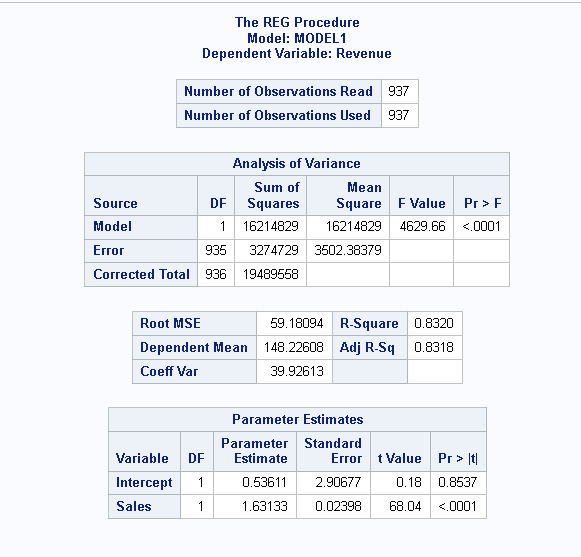 The REG Procedure
Model: MODEL1
Dependent Variable: Revenue
Number of Observations Read 937
Number of Observations Used 937
Analysis of Variance
Source DF Sum of Squares Mean Square F Value Pr > F
Model 1 16214829 16214829 4629.66 <.0001
Error 935 3274729 3502.38379
Corrected Total 936 19489558
Root MSE 59.18094 R-Square 0.8320
Dependent Mean 148.22608 Adj R-Sq 0.8318
Coeff Var 39.92613
Parameter Estimates
Variable DF Parameter Estimate Standard Error t Value Pr > |t|
Intercept 1 0.53611 2.90677 0.18 0.8537
Sales 1 1.63133 0.02398 68.04 <.0001